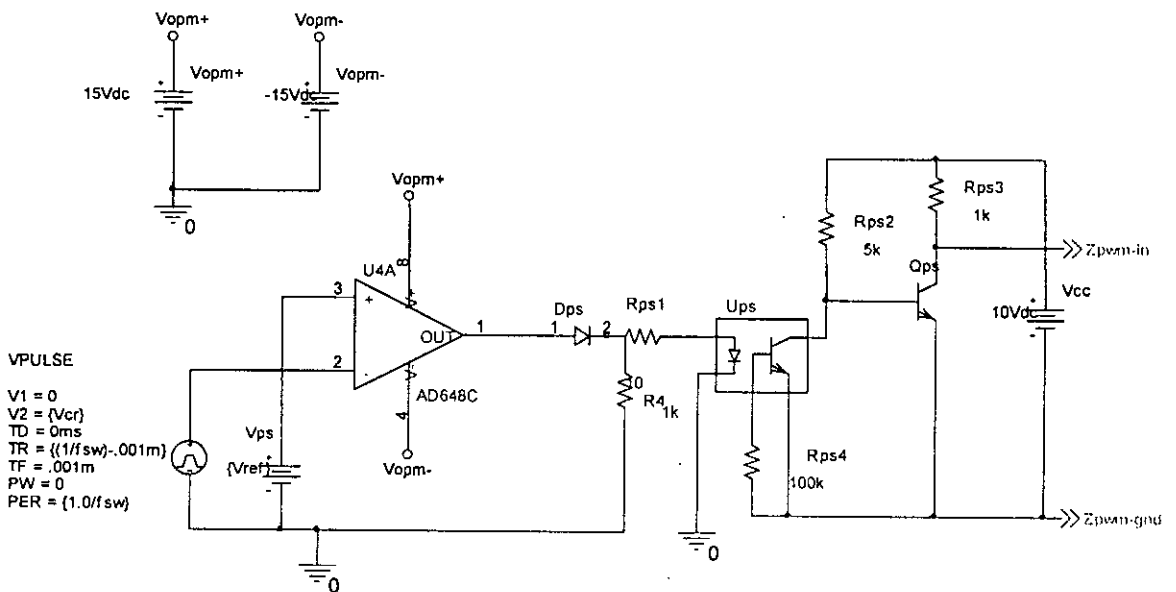 Vopm+
Vopm-
Vopm+
Vopm-
15Vdc
-15Vdc
0
Vopm+
8
U4A
V+
3
+
2
-
OUT
1
V-
AD648C
4
Vopm-
VPULSE
V1 = 0
V2 = {Vcr}
TD = 0ms
TR = {(1/fsw)-.001m}
TF = .001m
PW = 0
PER = {1.0/fsw}
Vps
{Vref}
0
Dps
1
2
Rps1
R4
1k
Ups
0
Rps4
100k
Rps2
5k
Rps3
1k
Qps
Vcc
10Vdc
Zpwm-in
Zpwm-gnd